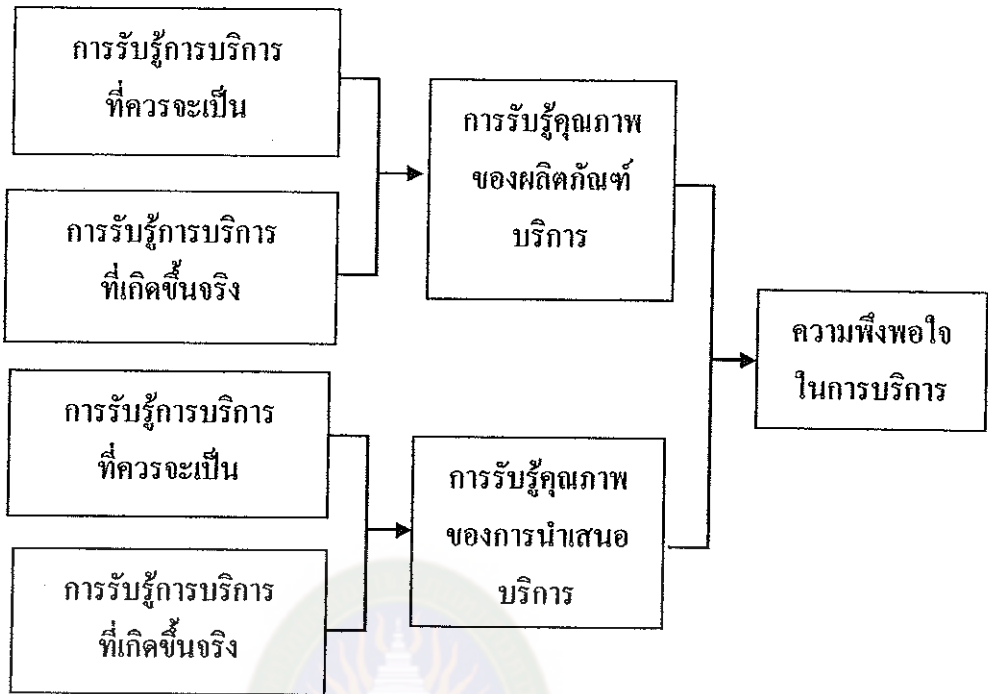 การรับรู้การบริการ
ที่ควรจะเป็น
การรับรู้การบริการ
ที่เกิดขึ้นจริง
การรับรู้คุณภาพ
ของผลิตภัณฑ์
บริการ
การรับรู้การบริการ
ที่ควรจะเป็น
การรับรู้การบริการ
ที่เกิดขึ้นจริง
การรับรู้คุณภาพ
ของการนำเสนอ
บริการ
ความพึงพอใจ
ในการบริการ